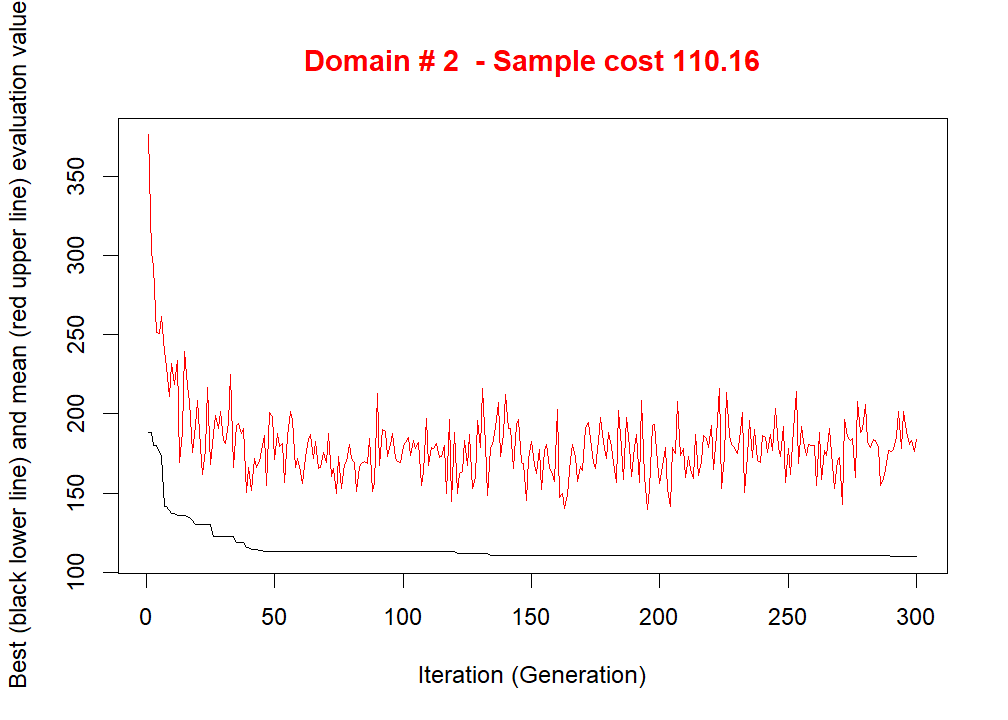 Domain # 2  - Sample cost 110.16
Best (black lower line) and mean (red upper line) evaluation value
350
300
250
200
150
100
0 50 100 150 200 250 300
Iteration (Generation)